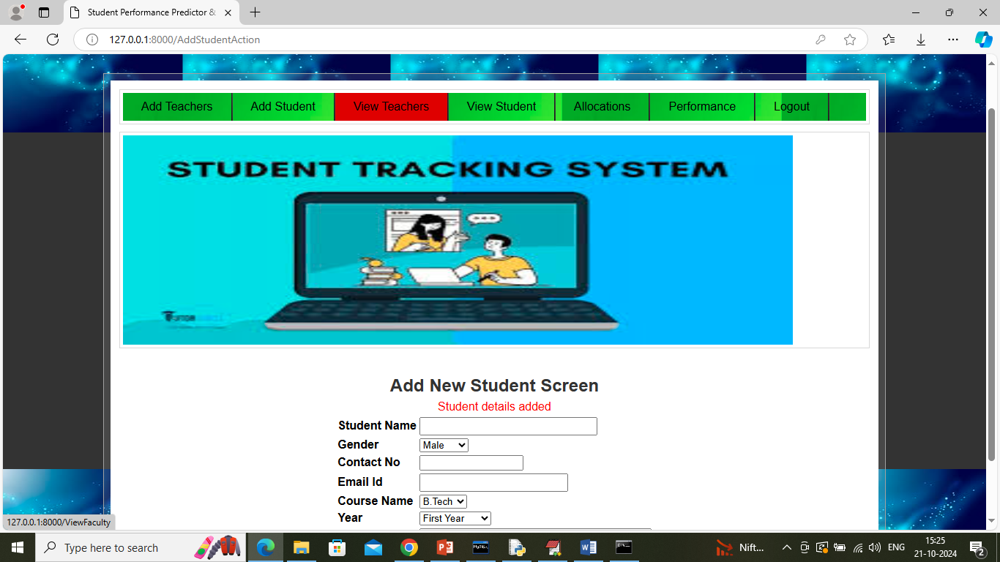 Student Performance Predictor &
127.0.0.1:8000/AddStudentAction
Add Teachers
Add Student
View Teachers
View Student
Allocations
Performance
Logout
STUDENT TRACKING SYSTEM
Add New Student Screen
Student details added
Student Name
Gender Male
Contact No
Email Id
Course Name B.Tech
Year First Year
127.0.0.1:8000/ViewFaculty
Type here to search
MySQL
Nift...
ENG
15:25
21-10-2024
2